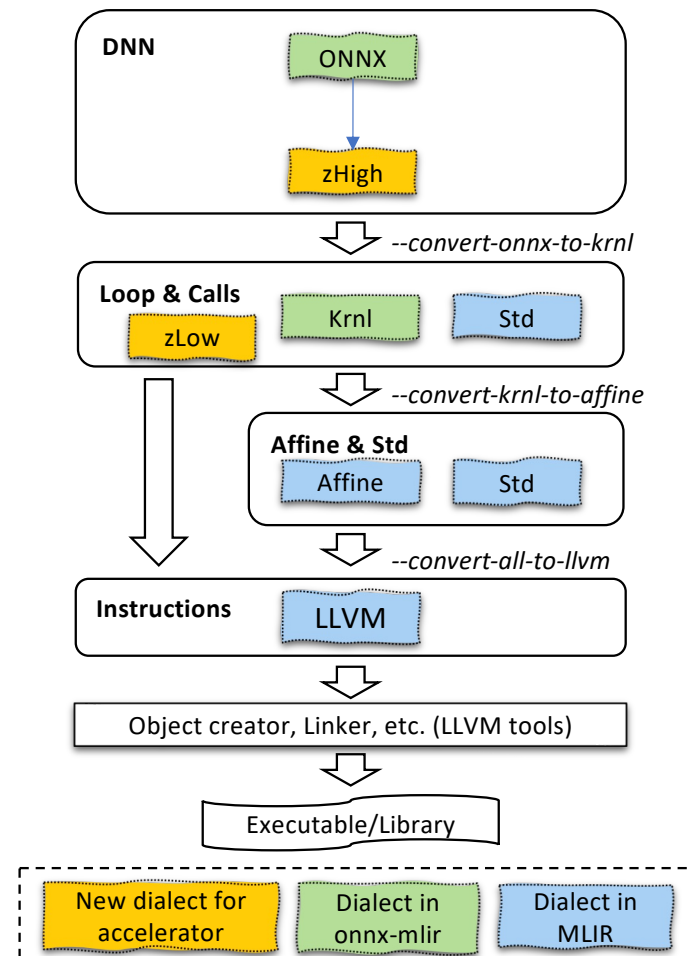 DNN
ONNX
zHigh
--convert-onnx-to-krnl
Loop & Calls
zLow
Krnl
Std
--convert-krnl-to-affine
Affine & Std
Affine
Std
--convert-all-to-llvm
Instructions
LLVM
Object creator, Linker, etc. (LLVM tools)
Executable/Library
New dialect for
accelerator
Dialect in
onnx-mlir
Dialect in
MLIR